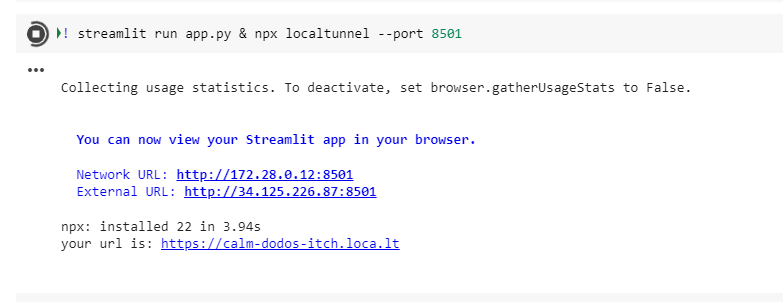 ! streamlit run app.py & npx localtunnel --port 8501
Collecting usage statistics. To deactivate, set browser.gatherUsageStats to False.
You can now view your Streamlit app in your browser.
Network URL: http://172.28.0.12:8501
External URL: http://34.125.226.87:8501
npx: installed 22 in 3.94s
your url is: https://calm-dodos-itch.loca.lt